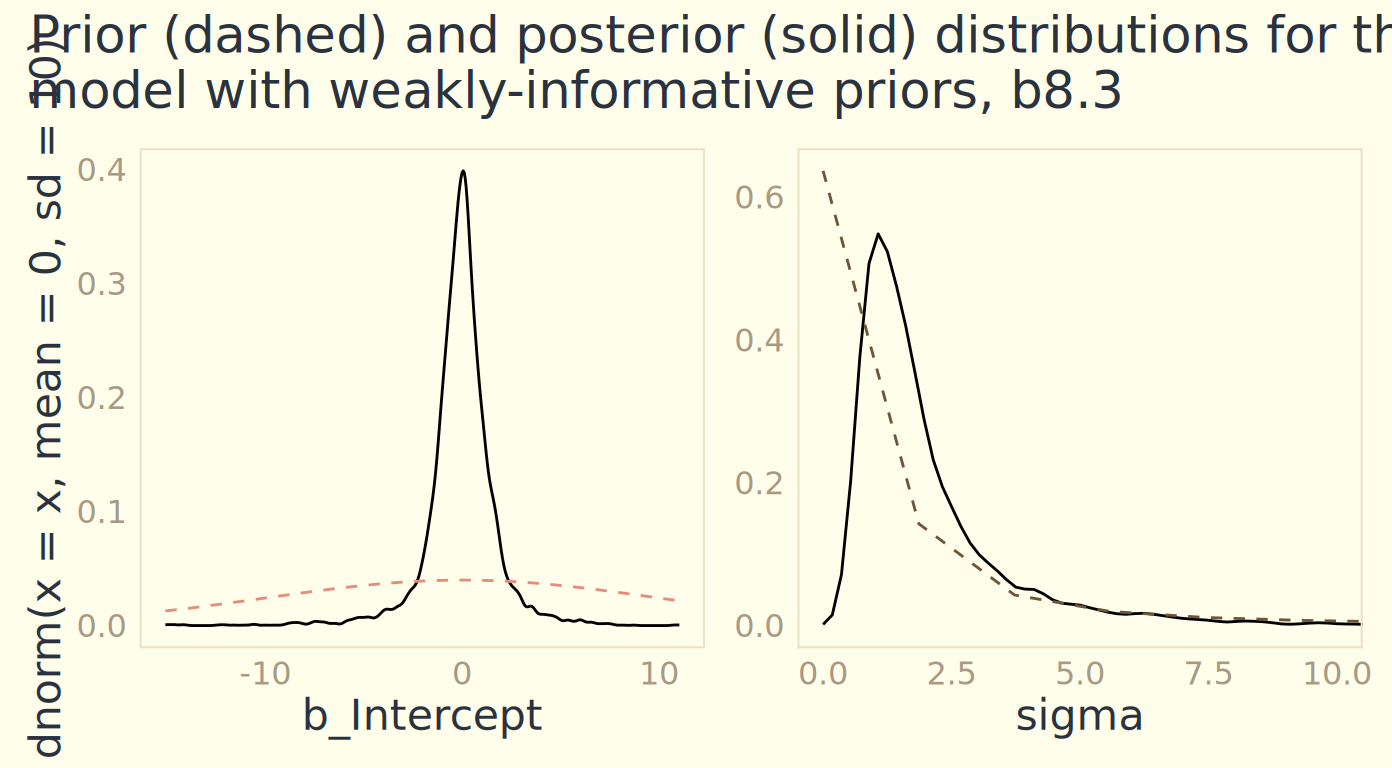 Prior (dashed) and posterior (solid) distributions for th
model with weakly-informative priors, b8.3
dnorm(x = x, mean = 0, sd = 10)
0.4
0.3
0.2
0.1
0.0
-10 0 10
b_Intercept
0.6
0.4
0.2
0.0
0.0 2.5 5.0 7.5 10.0
sigma